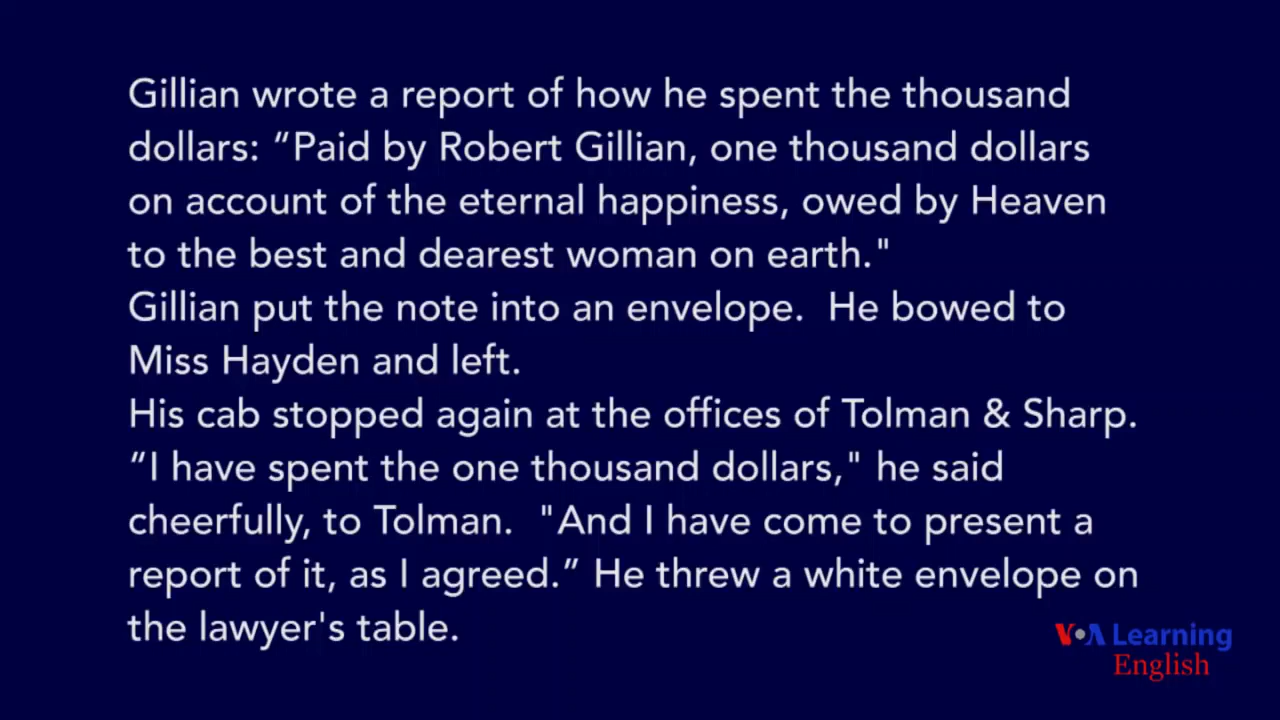 Gillian wrote a report of how he spent the thousand
dollars: “Paid by Robert Gillian, one thousand dollars
on account of the eternal happiness, owed by Heaven
to the best and dearest woman on earth."
Gillian put the note into an envelope.  He bowed to
Miss Hayden and left.
His cab stopped again at the offices of Tolman & Sharp.
“I have spent the one thousand dollars," he said
cheerfully, to Tolman.  "And I have come to present a
report of it, as I agreed.” He threw a white envelope on
the lawyer's table.
VOA Learning
English